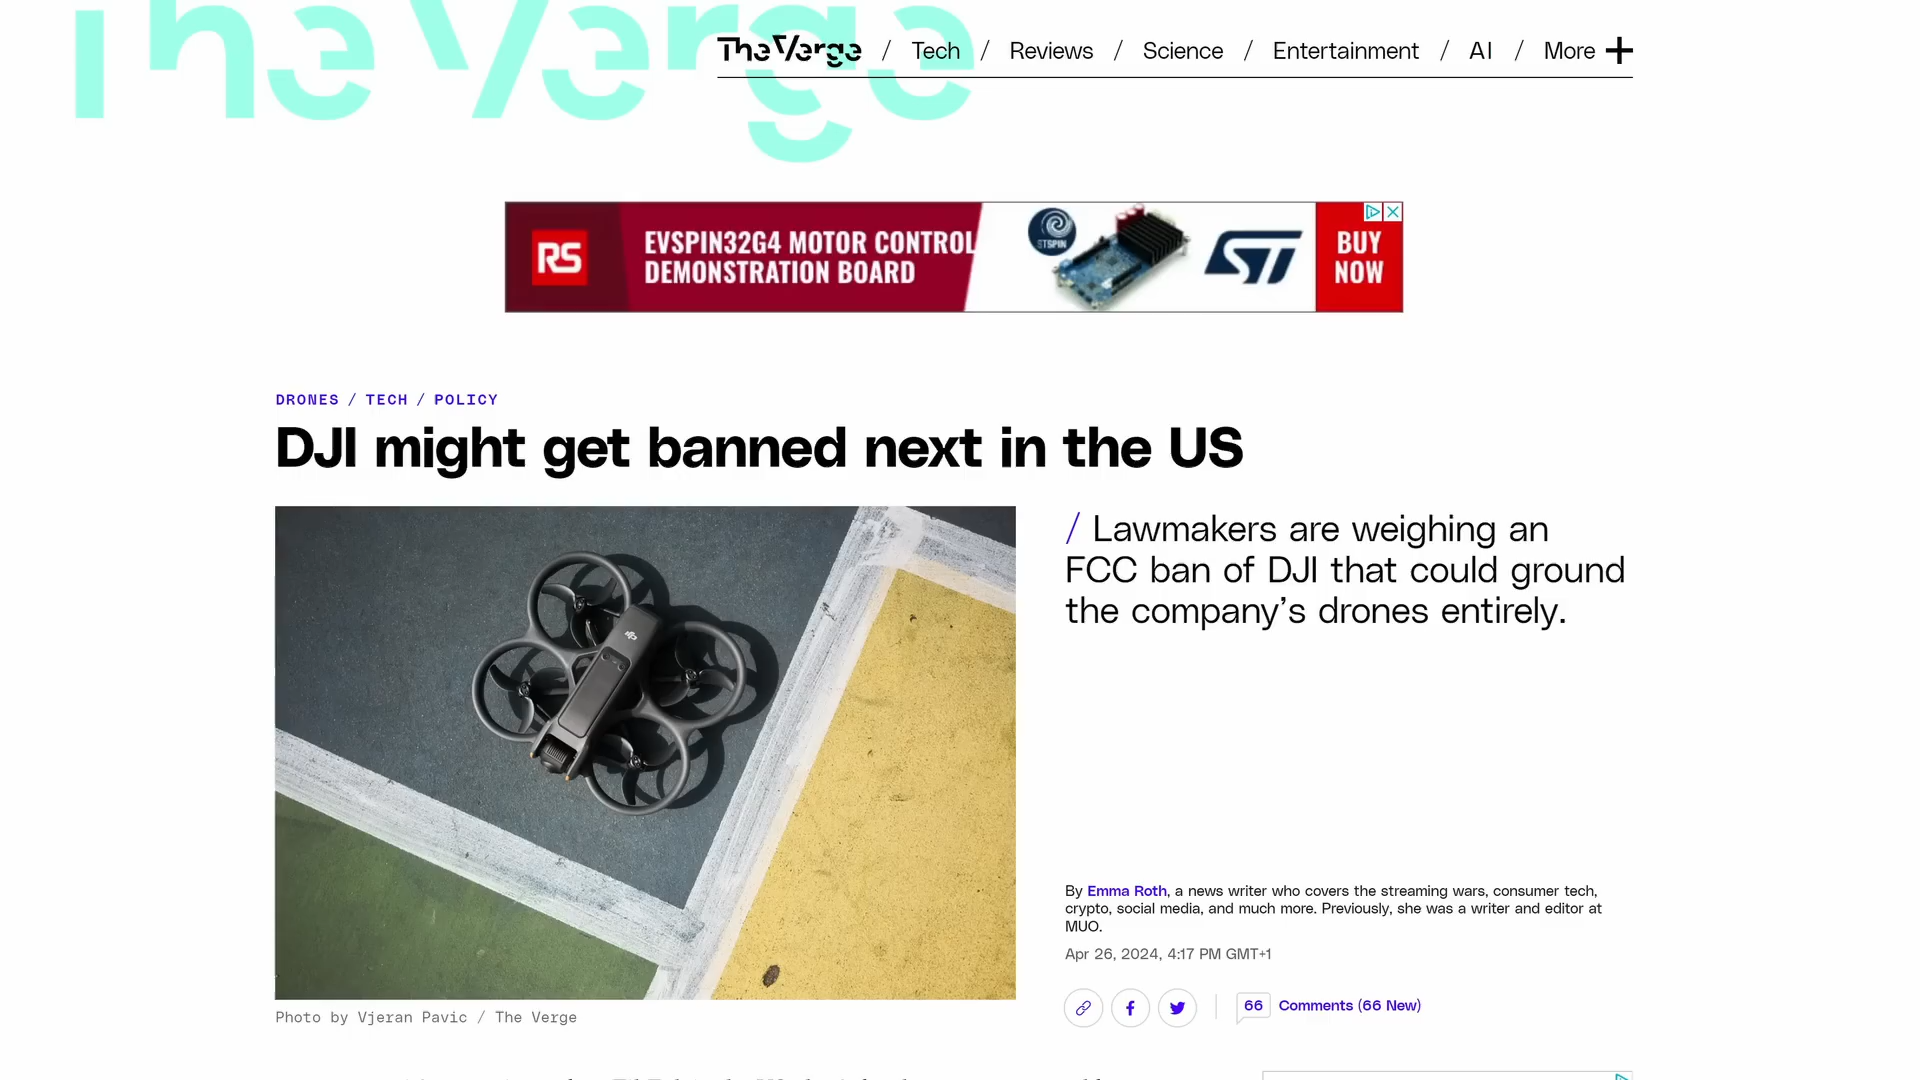 The Verge
The Verge / Tech / Reviews / Science / Entertainment / AI / More
RS
EVSPIN32G4 MOTOR CONTROL
DEMONSTRATION BOARD
STSPIN
ST
BUY
NOW
DRONES / TECH / POLICY
DJI might get banned next in the US
/ Lawmakers are weighing an
FCC ban of DJI that could ground
the company’s drones entirely.
By Emma Roth, a news writer who covers the streaming wars, consumer tech,
crypto, social media, and much more. Previously, she was a writer and editor at
MUO.
Apr 26, 2024, 4:17 PM GMT+1
66 Comments (66 New)
Photo by Vjeran Pavic / The Verge